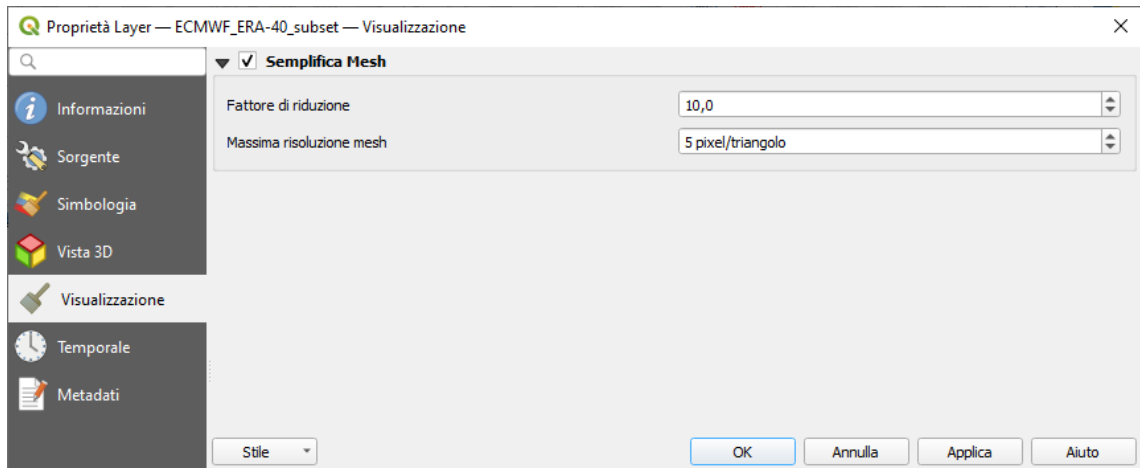 Proprietà Layer — ECMWF_ERA-40_subset — Visualizzazione
Semplifica Mesh
Informazioni
Fattore di riduzione
10,0
Massima risoluzione mesh
5 pixel/triangolo
Sorgente
Simbologia
Vista 3D
Visualizzazione
Temporale
Metadati
Stile
OK
Annulla
Applica
Aiuto